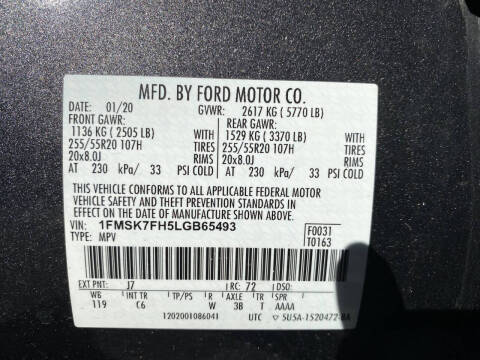 MFD. BY FORD MOTOR CO.
DATE: 01/20 GVWR: 2617 KG ( 5770 LB)
FRONT GAWR: REAR GAWR:
1136 KG ( 2505 LB) WITH 1529 KG ( 3370 LB) WITH
255/55R20 107H TIRES 255/55R20 107H TIRES
20x8.0J RIMS 20x8.0J RIMS
AT 230 kPa/ 33 PSI COLD AT 230 kPa/ 33 PSI COLD
THIS VEHICLE CONFORMS TO ALL APPLICABLE FEDERAL MOTOR
VEHICLE SAFETY AND THEFT PREVENTION STANDARDS IN
EFFECT ON THE DATE OF MANUFACTURE SHOWN ABOVE.
VIN: 1FMSK7FH5LGB65493 F0031
TYPE: MPV T0163
EXT PNT: J7 RC: 72 DSO:
WB INT TR TP/PS R AXLE TR SPR
119 C6 W 3B T AAAA
1202001086041 UTC 5U5A-1520472-BA